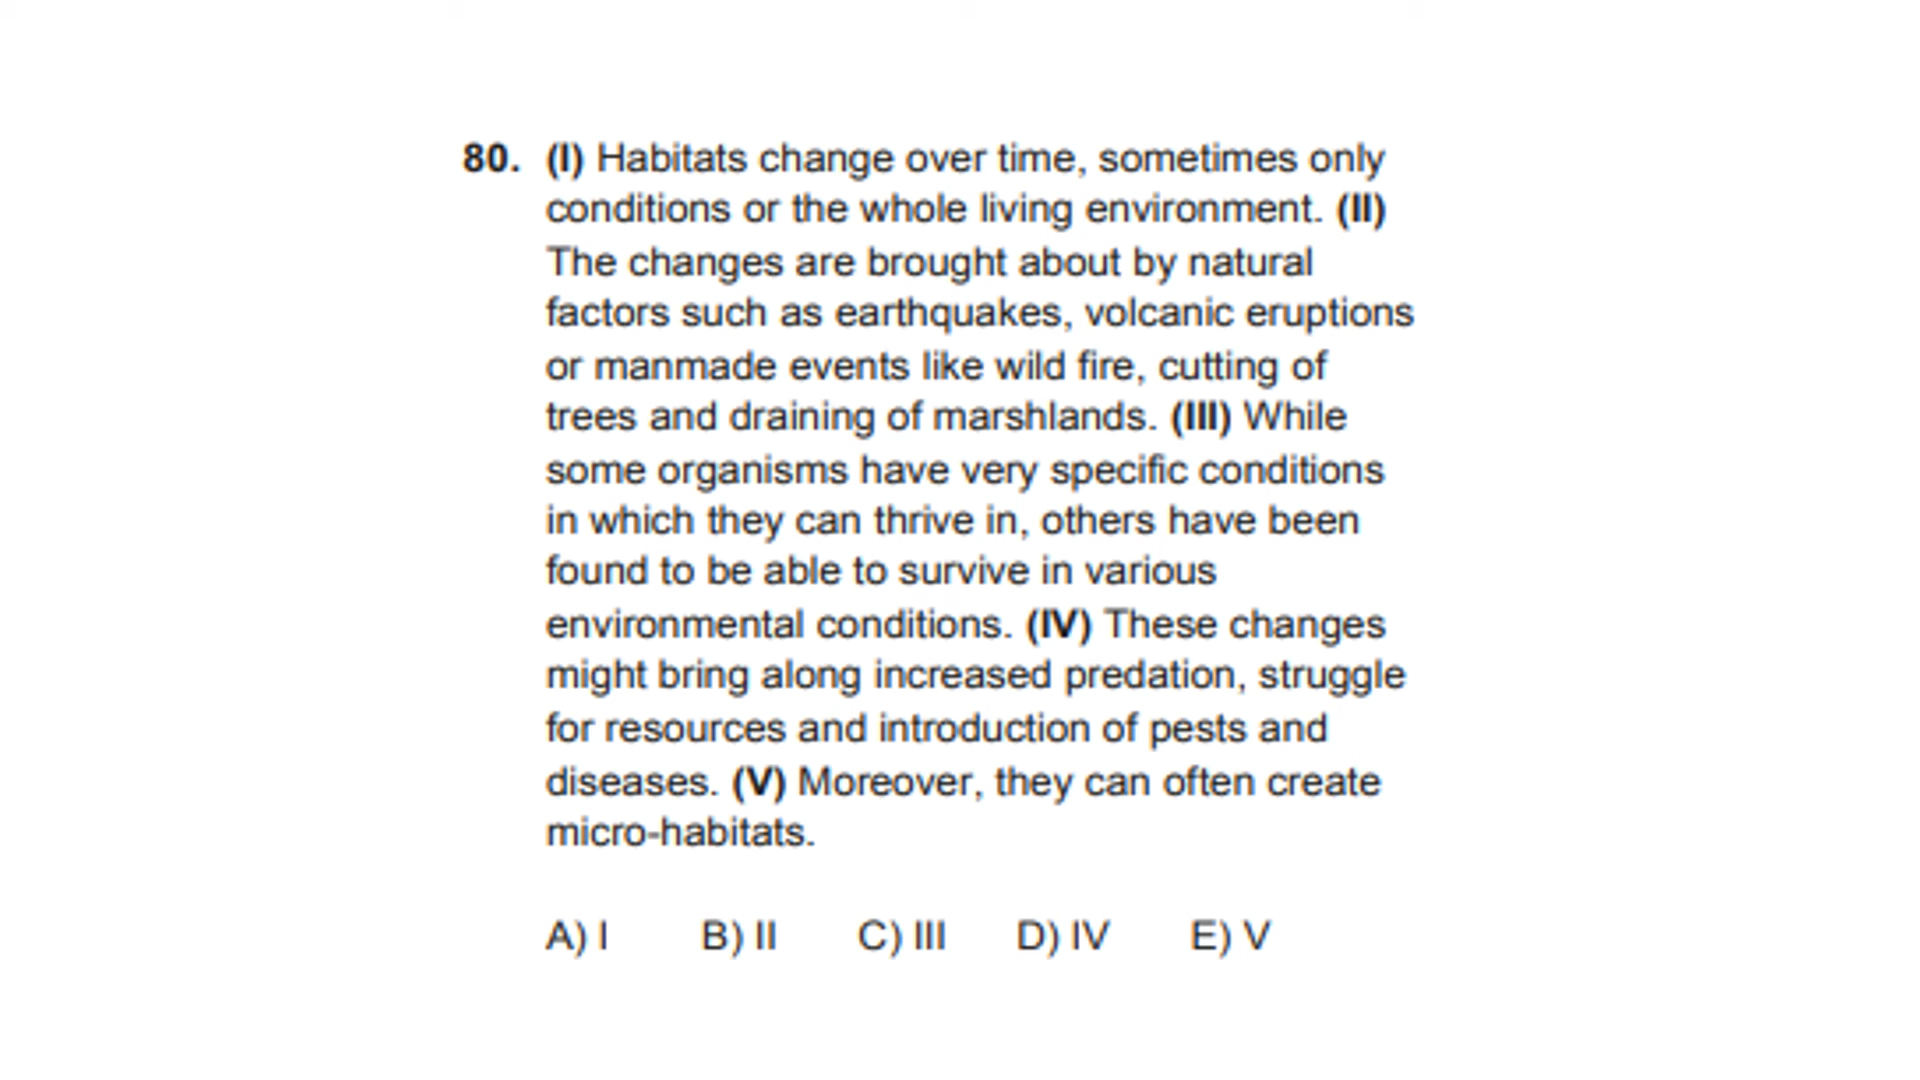 80. (I) Habitats change over time, sometimes only
conditions or the whole living environment. (II)
The changes are brought about by natural
factors such as earthquakes, volcanic eruptions
or manmade events like wild fire, cutting of
trees and draining of marshlands. (III) While
some organisms have very specific conditions
in which they can thrive in, others have been
found to be able to survive in various
environmental conditions. (IV) These changes
might bring along increased predation, struggle
for resources and introduction of pests and
diseases. (V) Moreover, they can often create
micro-habitats.
A) I B) II C) III D) IV E) V